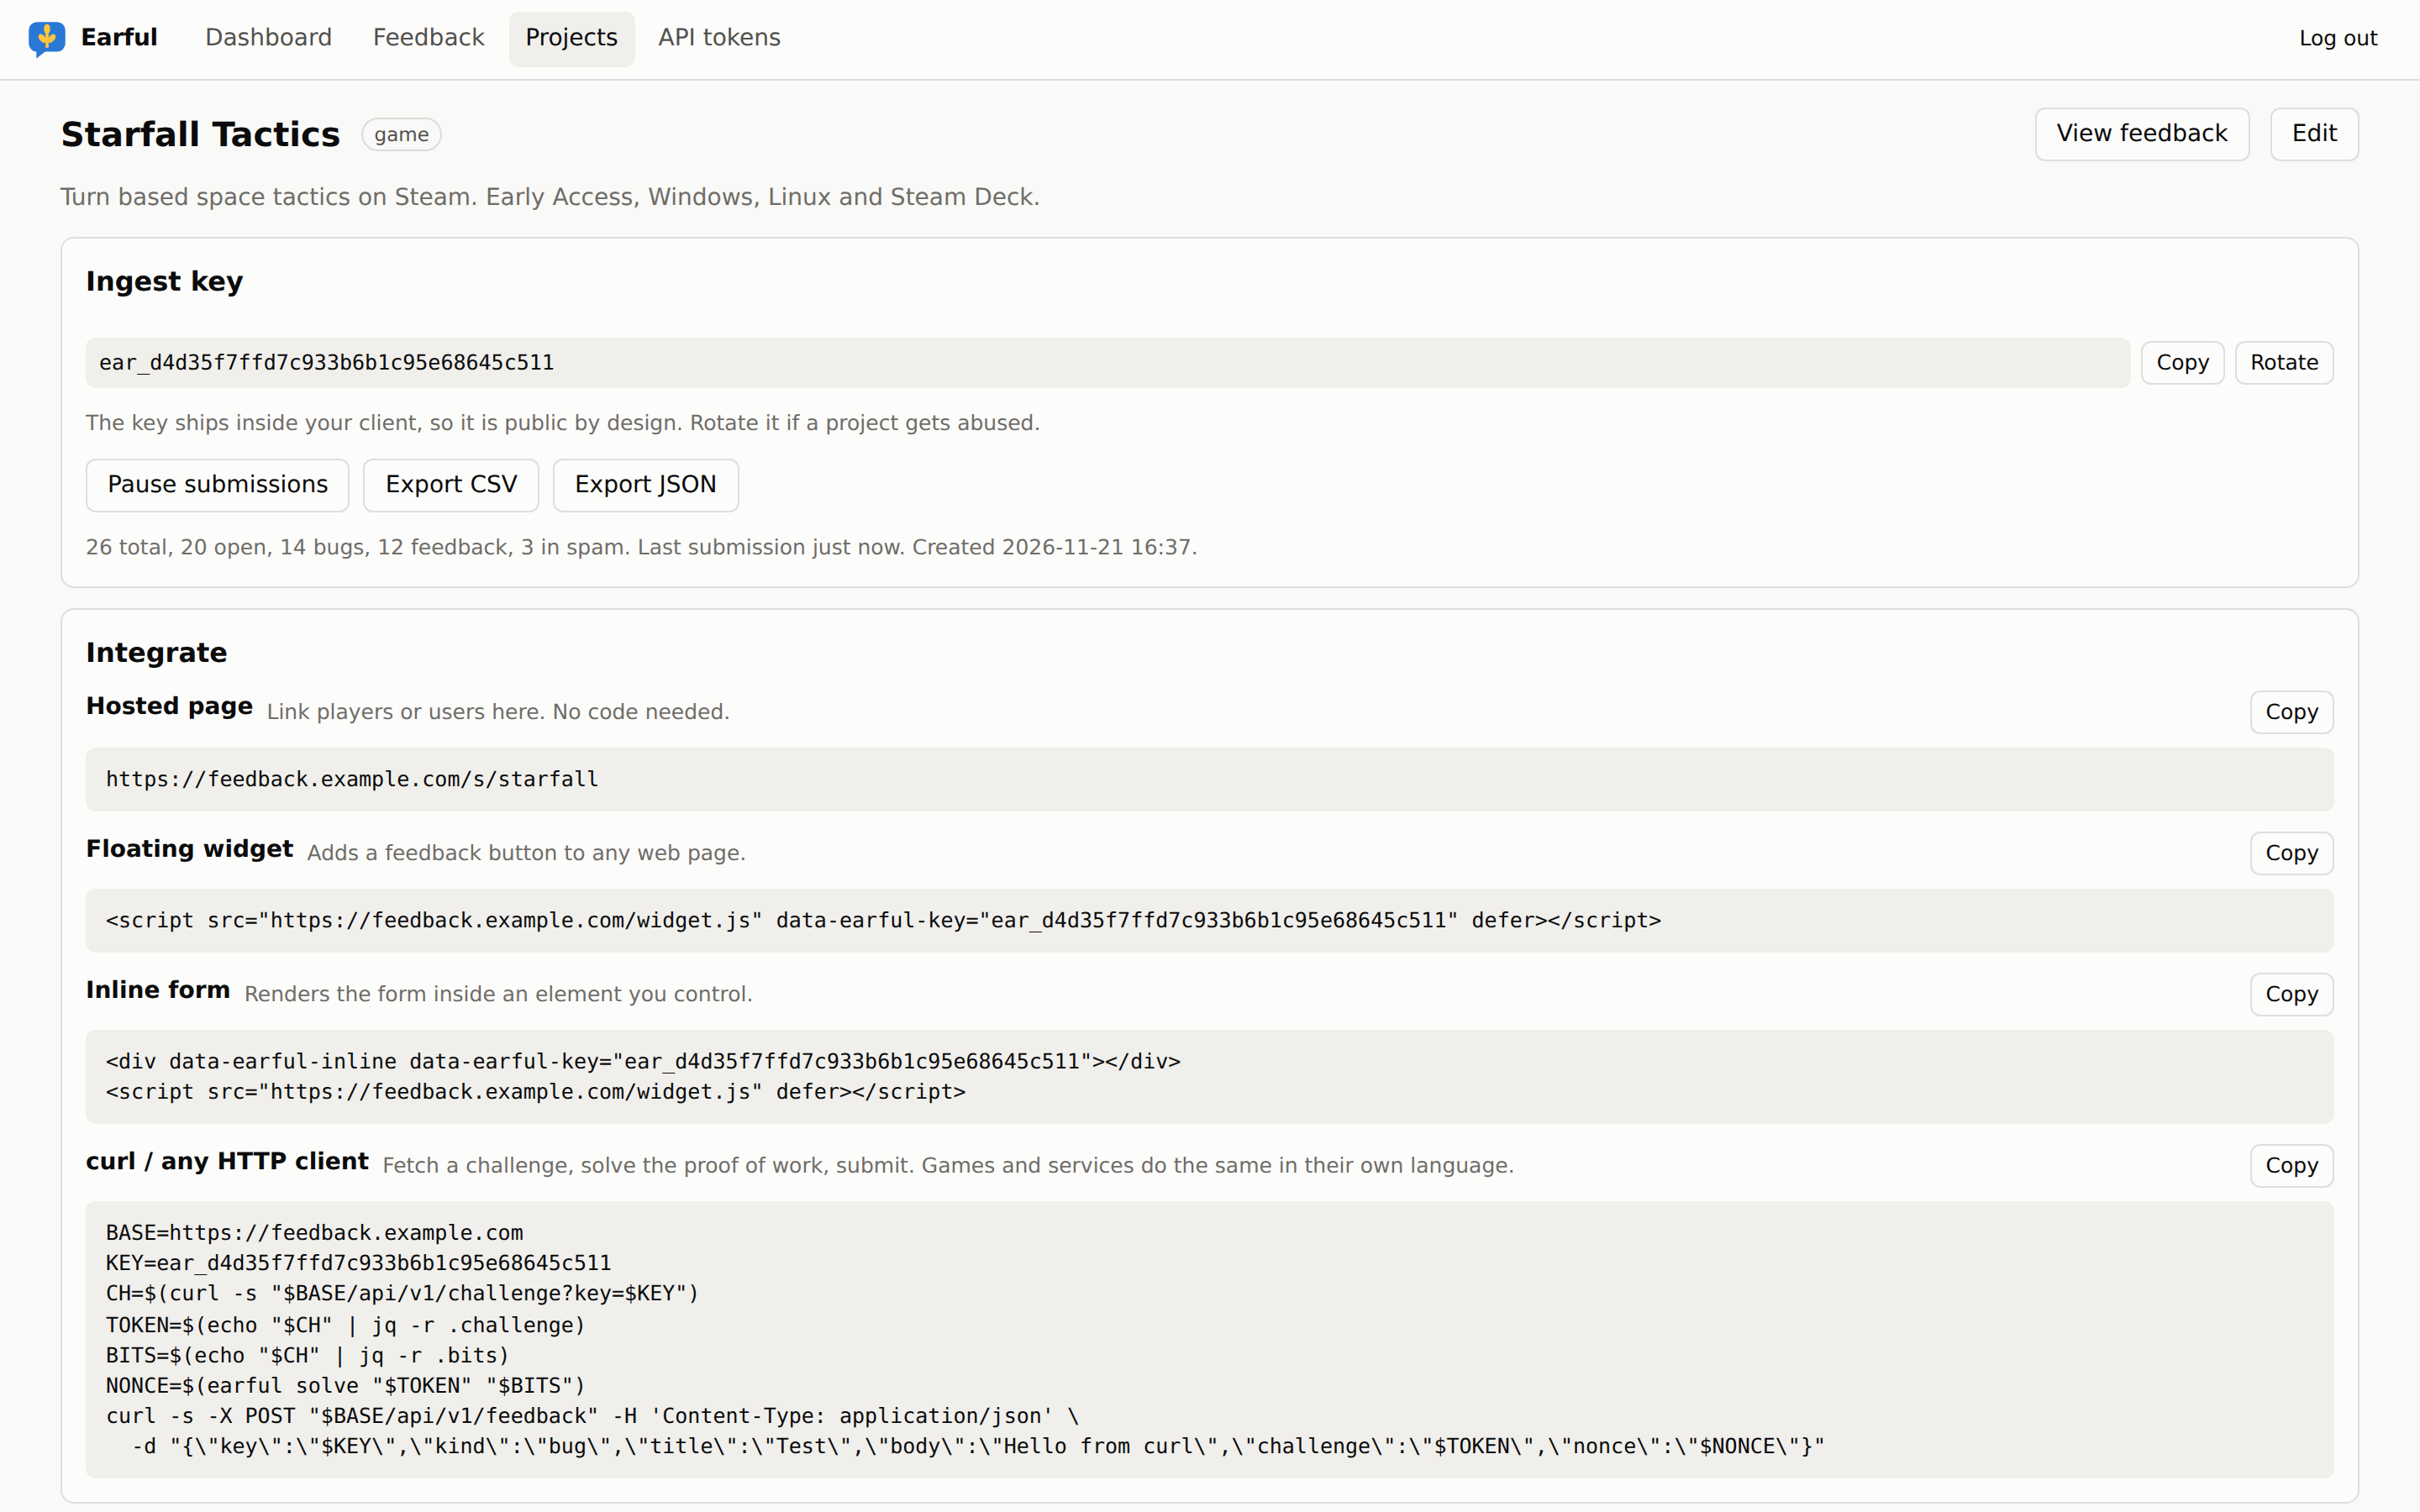 Earful Dashboard Feedback Projects API tokens Log out
Starfall Tactics game View feedback Edit
Turn based space tactics on Steam. Early Access, Windows, Linux and Steam Deck.
Ingest key
ear_d4d35f7ffd7c933b6b1c95e68645c511 Copy Rotate
The key ships inside your client, so it is public by design. Rotate it if a project gets abused.
Pause submissions Export CSV Export JSON
26 total, 20 open, 14 bugs, 12 feedback, 3 in spam. Last submission just now. Created 2026-11-21 16:37.
Integrate
Hosted page Link players or users here. No code needed. Copy
https://feedback.example.com/s/starfall
Floating widget Adds a feedback button to any web page. Copy
<script src="https://feedback.example.com/widget.js" data-earful-key="ear_d4d35f7ffd7c933b6b1c95e68645c511" defer></script>
Inline form Renders the form inside an element you control. Copy
<div data-earful-inline data-earful-key="ear_d4d35f7ffd7c933b6b1c95e68645c511"></div>
<script src="https://feedback.example.com/widget.js" defer></script>
curl / any HTTP client Fetch a challenge, solve the proof of work, submit. Games and services do the same in their own language. Copy
BASE=https://feedback.example.com
KEY=ear_d4d35f7ffd7c933b6b1c95e68645c511
CH=$(curl -s "$BASE/api/v1/challenge?key=$KEY")
TOKEN=$(echo "$CH" | jq -r .challenge)
BITS=$(echo "$CH" | jq -r .bits)
NONCE=$(earful solve "$TOKEN" "$BITS")
curl -s -X POST "$BASE/api/v1/feedback" -H 'Content-Type: application/json' \
  -d "{\"key\":\"$KEY\",\"kind\":\"bug\",\"title\":\"Test\",\"body\":\"Hello from curl\",\"challenge\":\"$TOKEN\",\"nonce\":\"$NONCE\"}"